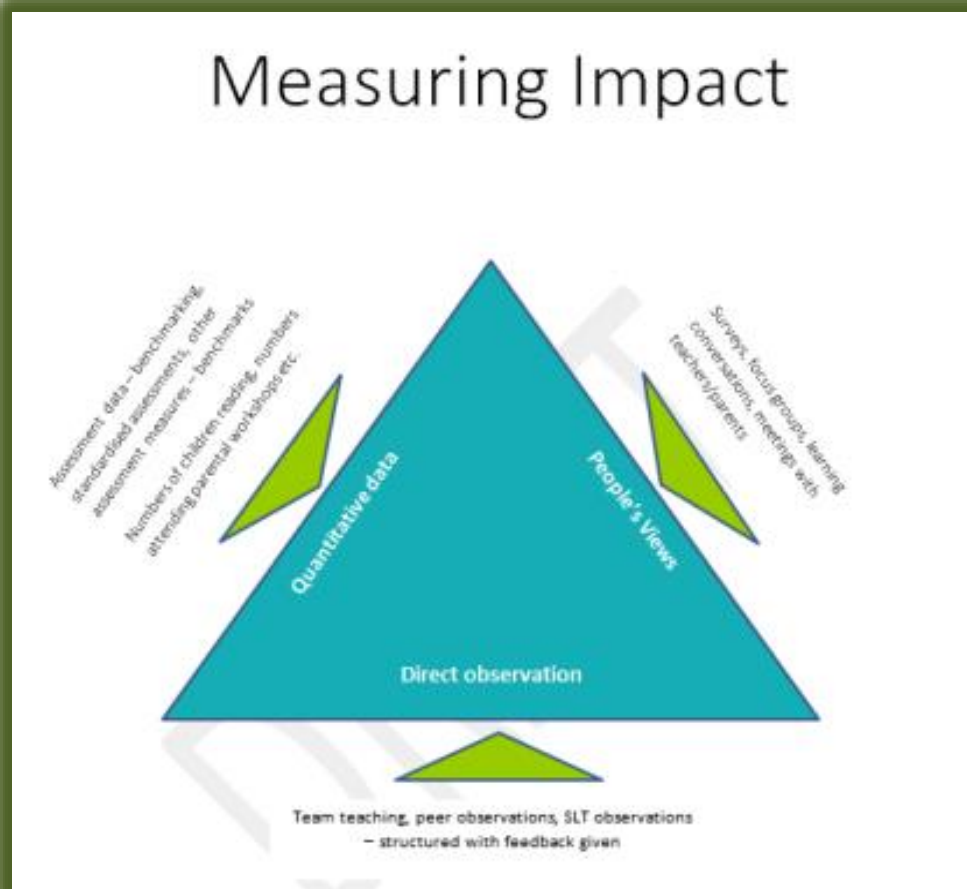 Measuring Impact
Assessment data – benchmarking,
standardised assessments, other
assessment measures – benchmarks
Numbers of children reading, numbers
attending parental workshops etc.
Surveys, focus groups, learning
conversations, meetings with
teachers/parents
Quantitative data
People's Views
Direct observation
Team teaching, peer observations, SLT observations
– structured with feedback given